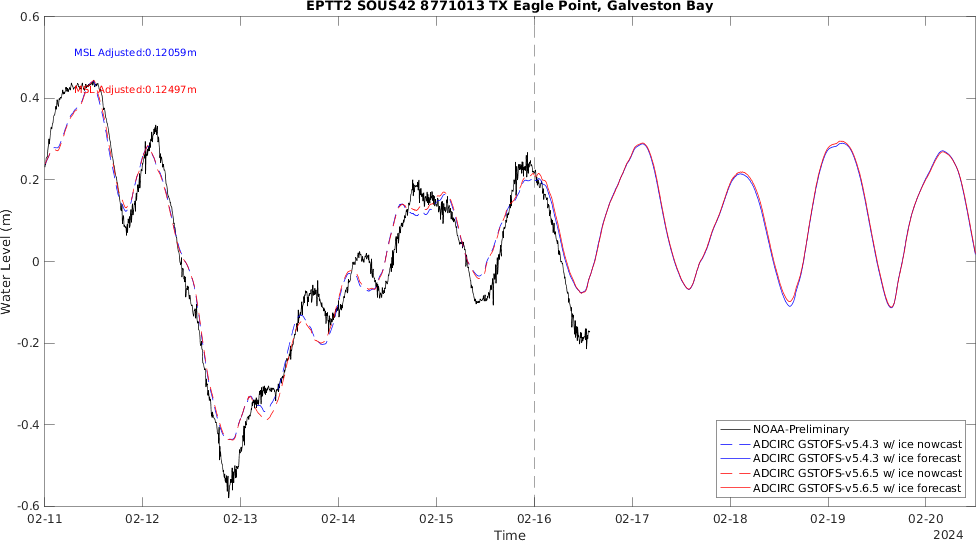 EPTT2 SOUS42 8771013 TX Eagle Point, Galveston Bay
MSL Adjusted:0.12059m
MSL Adjusted:0.12497m
Water Level (m)
0.6
0.4
0.2
0
-0.2
-0.4
-0.6
NOAA-Preliminary
ADCIRC GSTOFS-v5.4.3 w/ ice nowcast
ADCIRC GSTOFS-v5.4.3 w/ ice forecast
ADCIRC GSTOFS-v5.6.5 w/ ice nowcast
ADCIRC GSTOFS-v5.6.5 w/ ice forecast
02-11 02-12 02-13 02-14 02-15 02-16 02-17 02-18 02-19 02-20
Time
2024